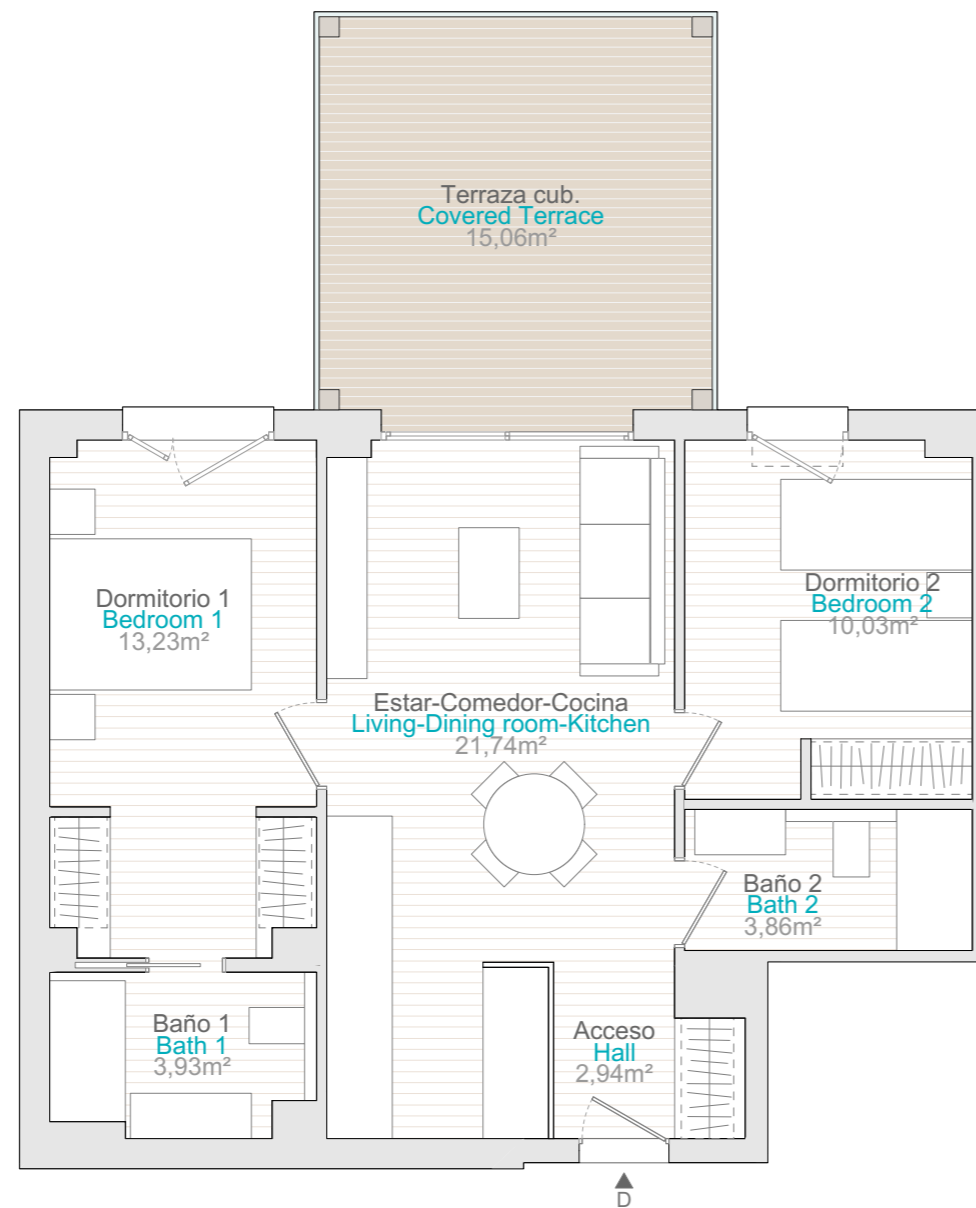 Terraza cub.
Covered Terrace
15,06m²
Dormitorio 1
Bedroom 1
13,23m²
Dormitorio 2
Bedroom 2
10,03m²
Estar-Comedor-Cocina
Living-Dining room-Kitchen
21,74m²
Baño 2
Bath 2
3,86m²
Baño 1
Bath 1
3,93m²
Acceso
Hall
2,94m²
D